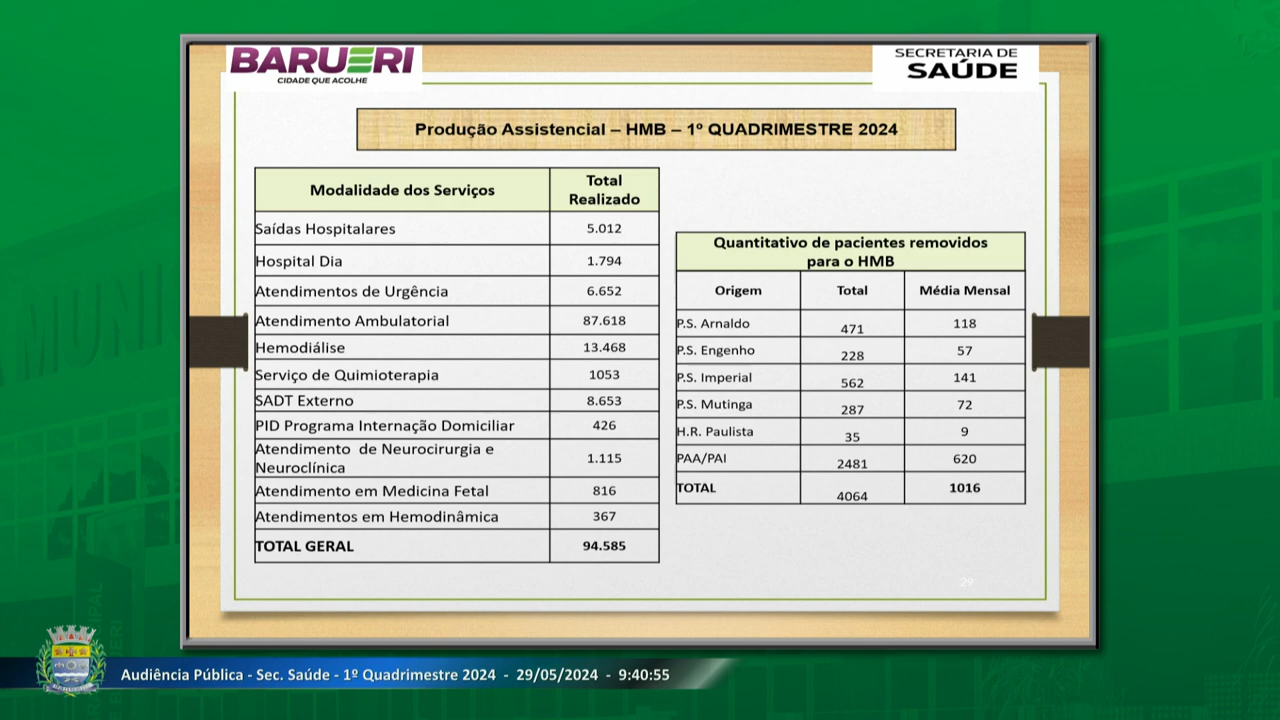 BARUERI
CIDADE QUE ACOLHE
SECRETARIA DE
SAÚDE
Produção Assistencial – HMB – 1º QUADRIMESTRE 2024
Modalidade dos Serviços
Total
Realizado
Saídas Hospitalares 5.012
Hospital Dia 1.794
Atendimentos de Urgência 6.652
Atendimento Ambulatorial 87.618
Hemodiálise 13.468
Serviço de Quimioterapia 1053
SADT Externo 8.653
PID Programa Internação Domiciliar 426
Atendimento de Neurocirurgia e
Neuroclínica 1.115
Atendimento em Medicina Fetal 816
Atendimentos em Hemodinâmica 367
TOTAL GERAL 94.585
Quantitativo de pacientes removidos
para o HMB
Origem Total Média Mensal
P.S. Arnaldo 471 118
P.S. Engenho 228 57
P.S. Imperial 562 141
P.S. Mutinga 287 72
H.R. Paulista 35 9
PAA/PAI 2481 620
TOTAL 4064 1016
29
Audiência Pública - Sec. Saúde - 1º Quadrimestre 2024 - 29/05/2024 - 9:40:55